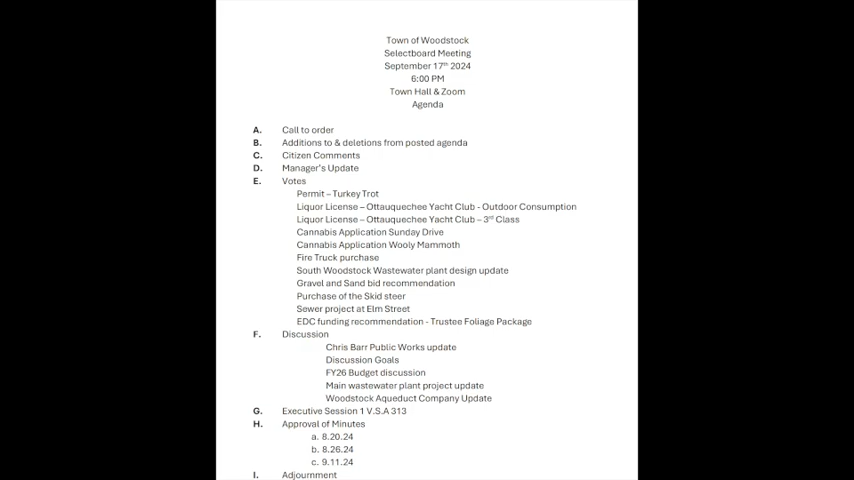 Town of Woodstock
Selectboard Meeting
September 17th 2024
6:00 PM
Town Hall & Zoom
Agenda
A. Call to order
B. Additions to & deletions from posted agenda
C. Citizen Comments
D. Manager's Update
E. Votes
Permit – Turkey Trot
Liquor License – Ottauquechee Yacht Club - Outdoor Consumption
Liquor License – Ottauquechee Yacht Club – 3rd Class
Cannabis Application Sunday Drive
Cannabis Application Wooly Mammoth
Fire Truck purchase
South Woodstock Wastewater plant design update
Gravel and Sand bid recommendation
Purchase of the Skid steer
Sewer project at Elm Street
EDC funding recommendation - Trustee Foliage Package
F. Discussion
Chris Barr Public Works update
Discussion Goals
FY26 Budget discussion
Main wastewater plant project update
Woodstock Aqueduct Company Update
G. Executive Session 1 V.S.A 313
H. Approval of Minutes
a. 8.20.24
b. 8.26.24
c. 9.11.24
I. Adjournment